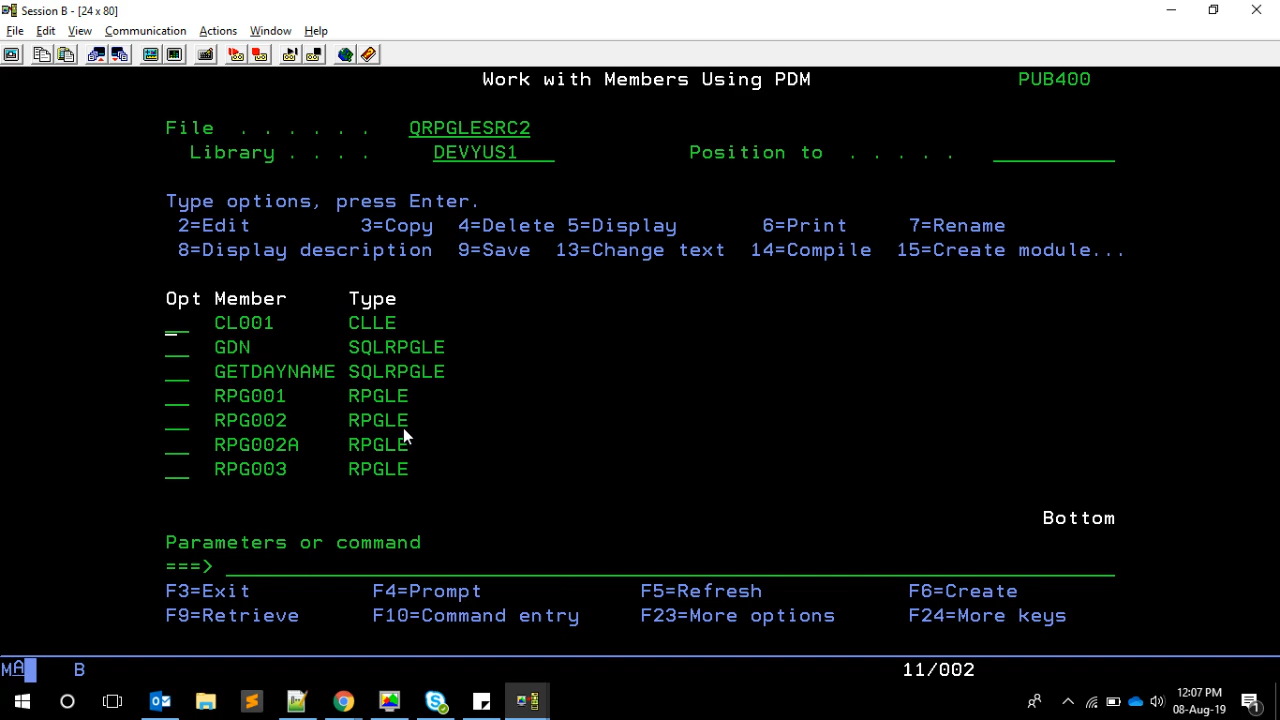 Session B - [24 x 80]
File Edit View Communication Actions Window Help
Work with Members Using PDM PUB400
File . . . . . . QRPGLESRC2
Library . . . . DEVYUS1 Position to . . . . .
Type options, press Enter.
2=Edit 3=Copy 4=Delete 5=Display 6=Print 7=Rename
8=Display description 9=Save 13=Change text 14=Compile 15=Create module...
Opt Member Type
CL001 CLLE
GDN SQLRPGLE
GETDAYNAME SQLRPGLE
RPG001 RPGLE
RPG002 RPGLE
RPG002A RPGLE
RPG003 RPGLE
Bottom
Parameters or command
===>
F3=Exit F4=Prompt F5=Refresh F6=Create
F9=Retrieve F10=Command entry F23=More options F24=More keys
MA B 11/002
12:07 PM
08-Aug-19
1